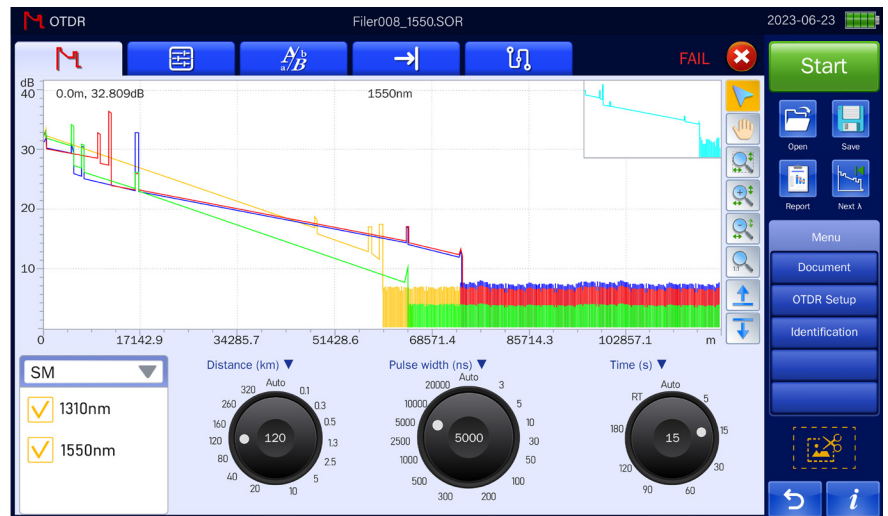 OTDR Filer008_1550.SOR 2023-06-23
FAIL
Start
dB
40
0.0m, 32.809dB 1550nm
30
20
10
0 17142.9 34285.7 51428.6 68571.4 85714.3 102857.1 m
Open Save
Report Next λ
Menu
Document
OTDR Setup
Identification
SM
1310nm
1550nm
Distance (km) ▼
Auto 0.1 0.3 0.5 1.3 2.5 5 10 20 40 80 120 160 260 320
120
Pulse width (ns) ▼
Auto 3 5 10 30 50 100 200 300 500 1000 2500 5000 10000 20000
5000
Time (s) ▼
Auto 5 15 30 60 90 120 180 RT
15
A/B
a/b
1:1
i